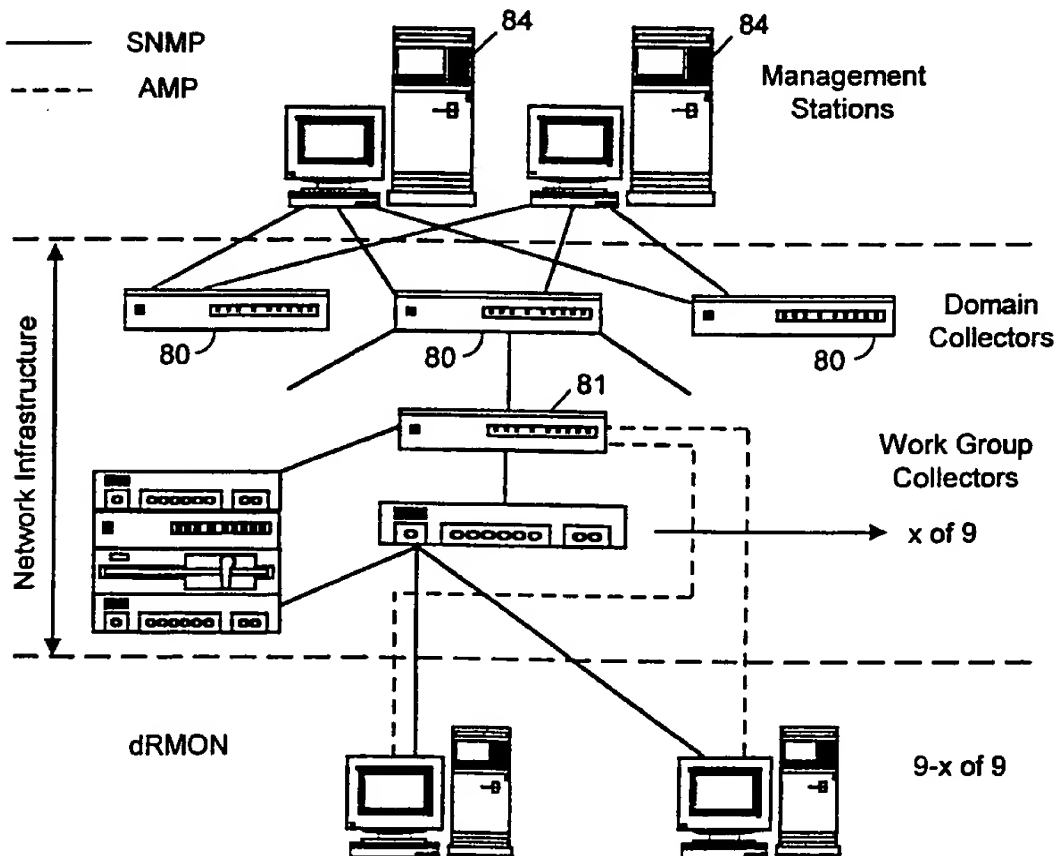 SNMP
AMP
84
84
Management
Stations
80
80
80
Domain
Collectors
Network Infrastructure
81
Work Group
Collectors
x of 9
dRMON
9-x of 9